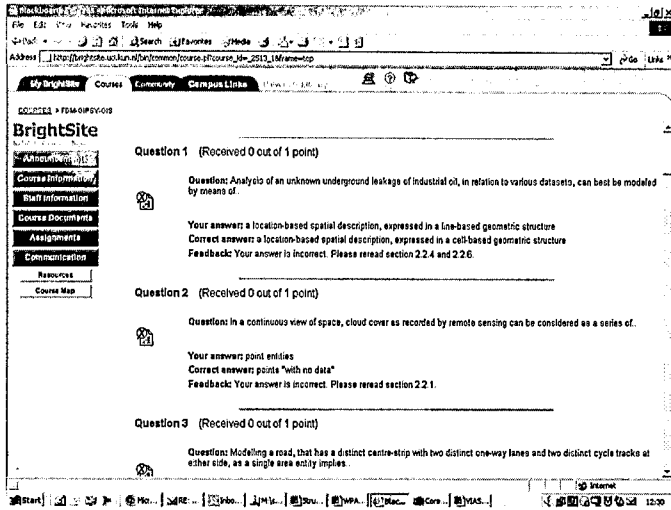 File Edit View Favorites Tools Help
Search Favorites Media
Address
Go Links
My BrightSite Courses Community Campus Links
COURSES > FDM-OIPSV-OIS
BrightSite
Announcements
Course Information
Staff Information
Course Documents
Assignments
Communication
Resources
Course Map
Question 1 (Received 0 out of 1 point)
Question: Analysis of an unknown underground leakage of industrial oil, in relation to various datasets, can best be modeled
by means of..
Your answer: a location-based spatial description, expressed in a line-based geometric structure
Correct answer: a location-based spatial description, expressed in a cell-based geometric structure
Feedback: Your answer is incorrect. Please reread section 2.2.4 and 2.2.6.
Question 2 (Received 0 out of 1 point)
Question: In a continuous view of space, cloud cover as recorded by remote sensing can be considered as a series of..
Your answer: point entities
Correct answer: points "with no data"
Feedback: Your answer is incorrect. Please reread section 2.2.1.
Question 3 (Received 0 out of 1 point)
Question: Modelling a road, that has a distinct centre-strip with two distinct one-way lanes and two distinct cycle tracks at
either side, as a single area entity implies..
Internet
Start 12:00